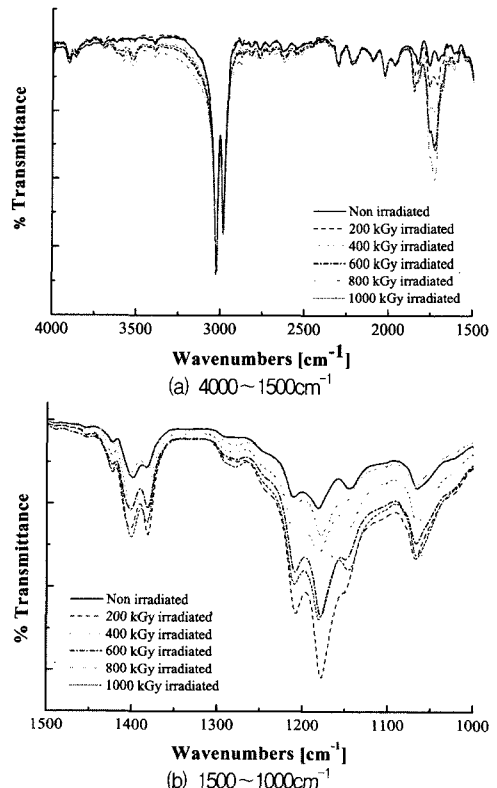 % Transmittance
Non irradiated
200 kGy irradiated
400 kGy irradiated
600 kGy irradiated
800 kGy irradiated
1000 kGy irradiated
4000 3500 3000 2500 2000 1500
Wavenumbers [cm⁻¹]
(a) 4000~1500cm⁻¹
% Transmittance
Non irradiated
200 kGy irradiated
400 kGy irradiated
600 kGy irradiated
800 kGy irradiated
1000 kGy irradiated
1500 1400 1300 1200 1100 1000
Wavenumbers [cm⁻¹]
(b) 1500~1000cm⁻¹